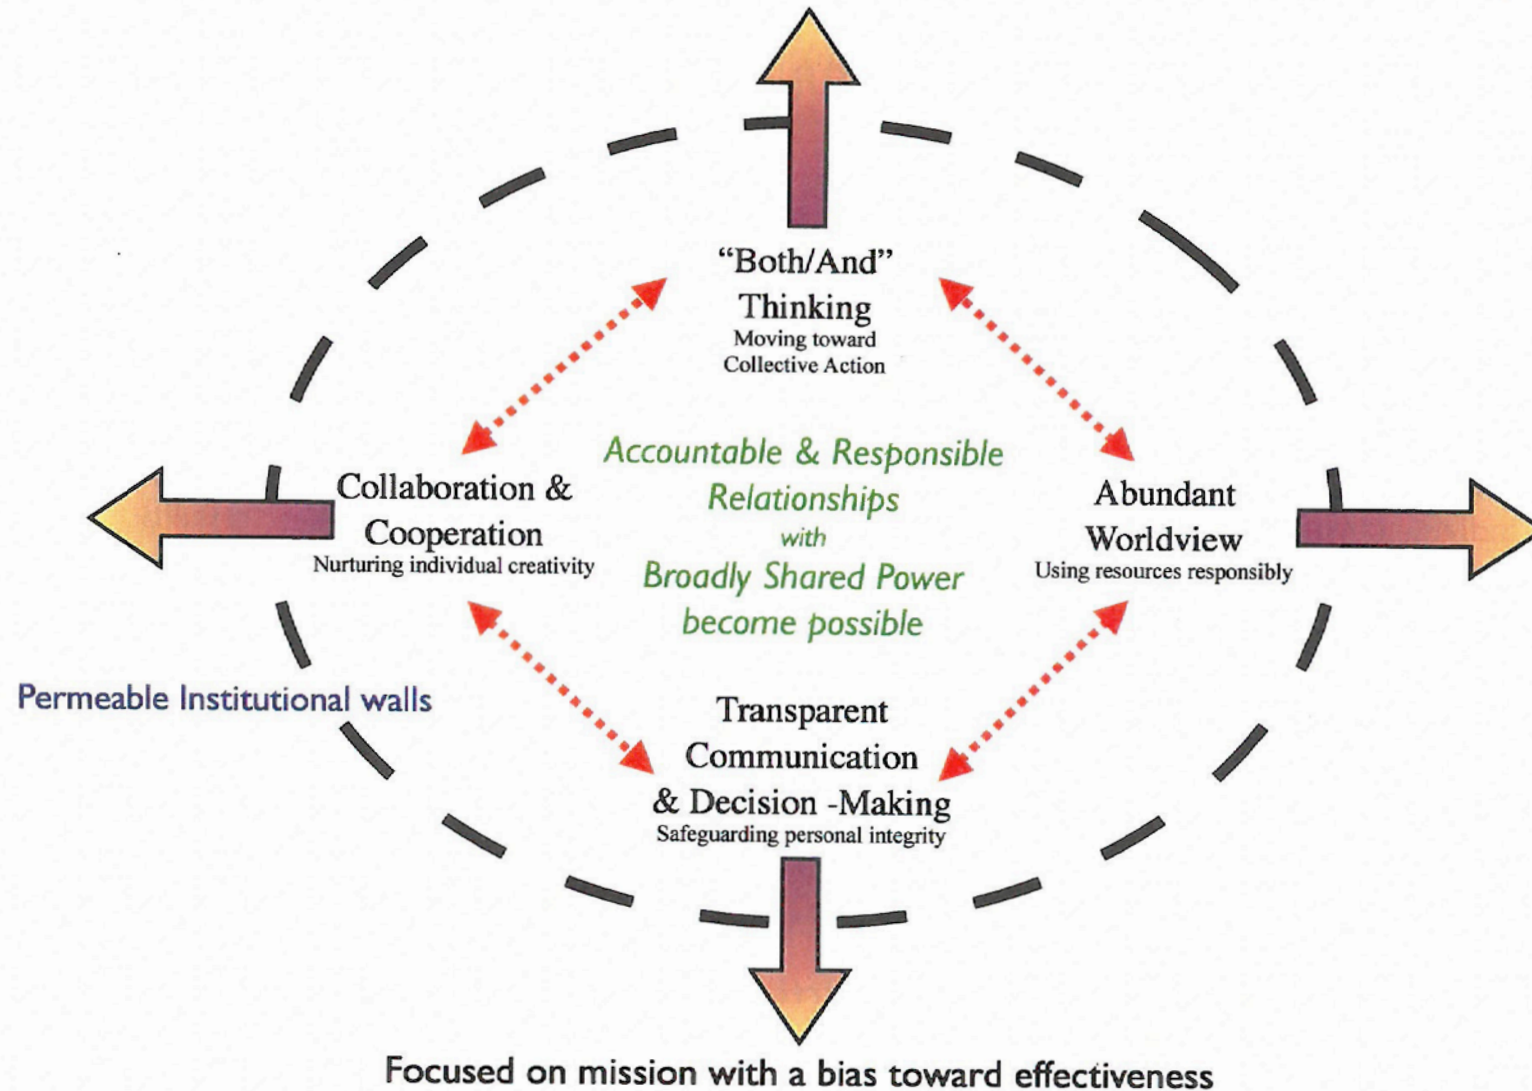 “Both/And”
Thinking
Moving toward
Collective Action
Accountable & Responsible
Relationships
with
Broadly Shared Power
become possible
Collaboration &
Cooperation
Nurturing individual creativity
Abundant
Worldview
Using resources responsibly
Permeable Institutional walls
Transparent
Communication
& Decision -Making
Safeguarding personal integrity
Focused on mission with a bias toward effectiveness